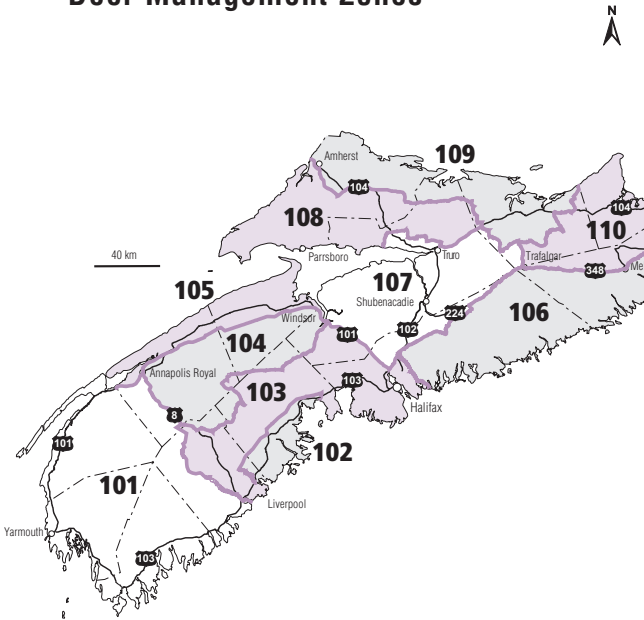 Deer Management Zones
N
Amherst
109
104
108
104
110
40 km
Parrsboro
Truro
Trafalgar
348
105
107
Shubenacadie
224
106
Windsor
101
102
104
Annapolis Royal
103
103
Halifax
8
101
102
101
Liverpool
Yarmouth
103